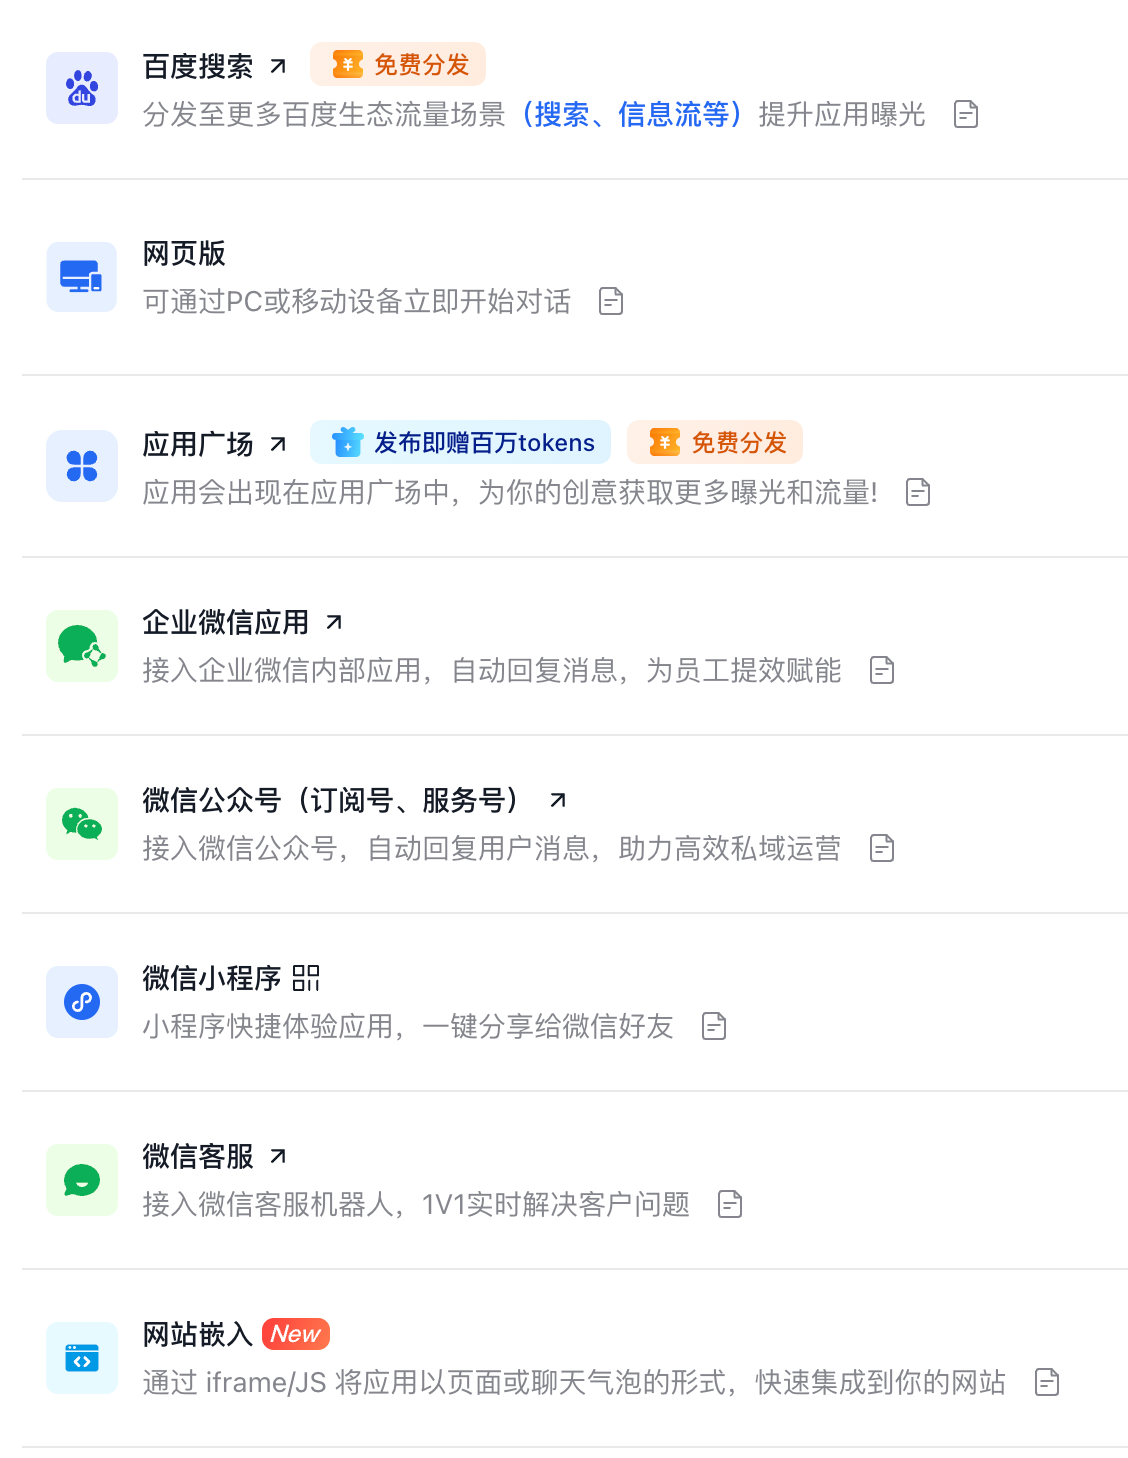 百度搜索 免费分发
分发至更多百度生态流量场景（搜索、信息流等）提升应用曝光
du
网页版
可通过PC或移动设备立即开始对话
应用广场 发布即赠百万tokens 免费分发
应用会出现在应用广场中，为你的创意获取更多曝光和流量!
企业微信应用
接入企业微信内部应用，自动回复消息，为员工提效赋能
微信公众号（订阅号、服务号）
接入微信公众号，自动回复用户消息，助力高效私域运营
微信小程序
小程序快捷体验应用，一键分享给微信好友
微信客服
接入微信客服机器人，1V1实时解决客户问题
网站嵌入 New
通过 iframe/JS 将应用以页面或聊天气泡的形式，快速集成到你的网站